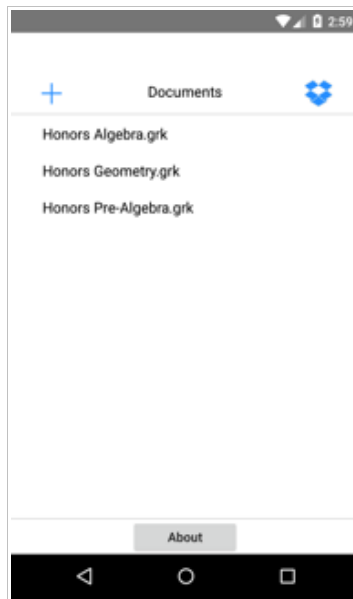 2:59
Documents
Honors Algebra.grk
Honors Geometry.grk
Honors Pre-Algebra.grk
About